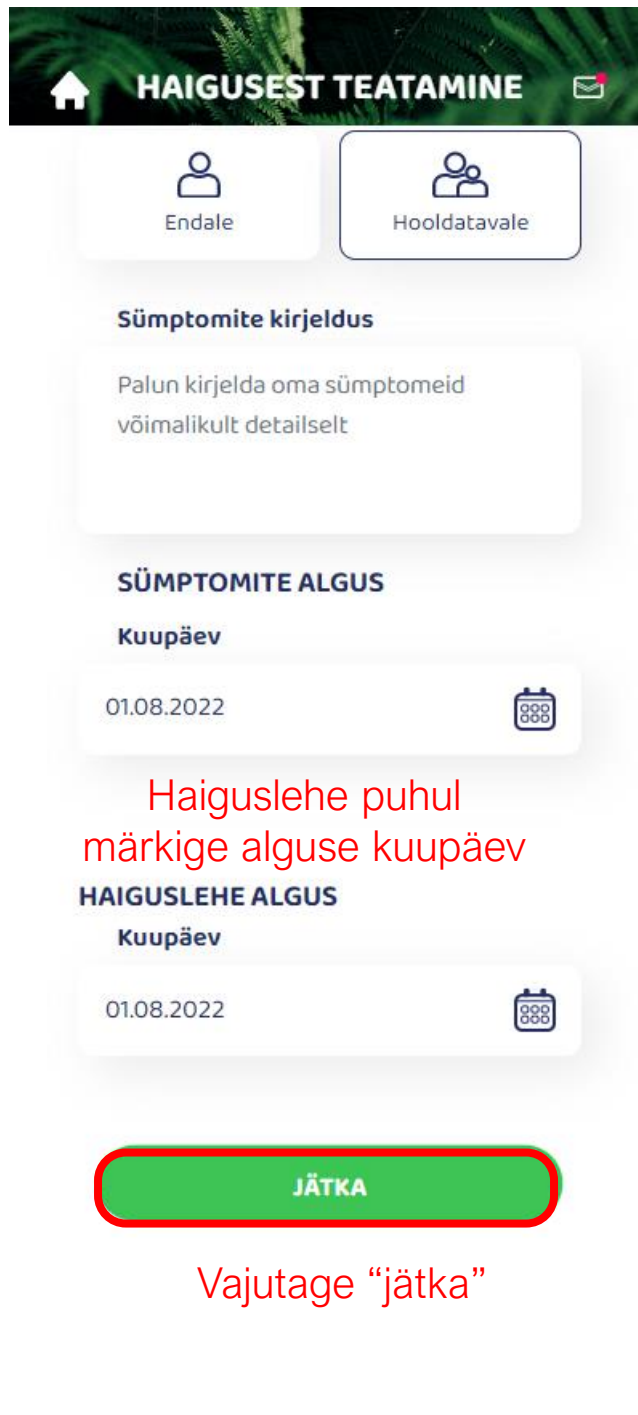 HAIGUSEST TEATAMINE
Endale
Hooldatavale
Sümptomite kirjeldus
Palun kirjelda oma sümptomeid
võimalikult detailselt
SÜMPTOMITE ALGUS
Kuupäev
01.08.2022
Haiguslehe puhul
märkige alguse kuupäev
HAIGUSLEHE ALGUS
Kuupäev
01.08.2022
JÄTKA
Vajutage “jätka”